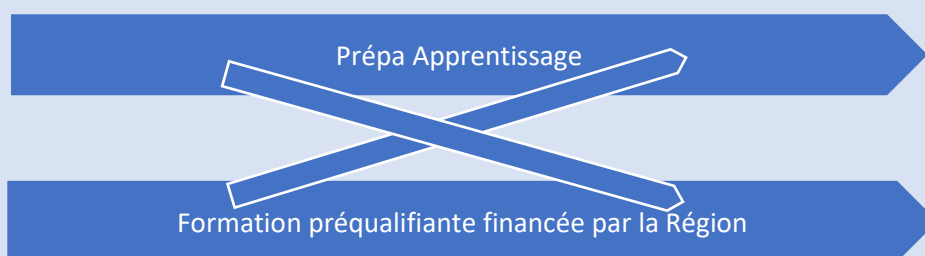 Prépa Apprentissage
Formation préqualifiante financée par la Région